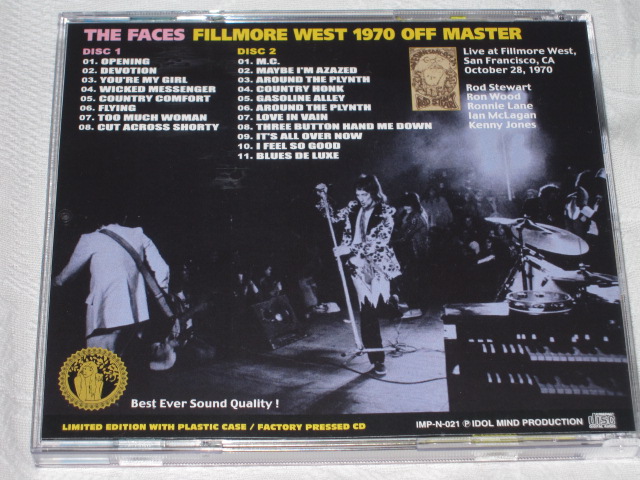 THE FACES FILLMORE WEST 1970 OFF MASTER
DISC 1
01. OPENING
02. DEVOTION
03. YOU'RE MY GIRL
04. WICKED MESSENGER
05. COUNTRY COMFORT
06. FLYING
07. TOO MUCH WOMAN
08. CUT ACROSS SHORTY
DISC 2
01. M.C.
02. MAYBE I'M AZAZED
03. AROUND THE PLYNTH
04. COUNTRY HONK
05. GASOLINE ALLEY
06. AROUND THE PLYNTH
07. LOVE IN VAIN
08. THREE BUTTON HAND ME DOWN
09. IT'S ALL OVER NOW
10. I FEEL SO GOOD
11. BLUES DE LUXE
Live at Fillmore West,
San Francisco, CA
October 28, 1970
Rod Stewart
Ron Wood
Ronnie Lane
Ian McLagan
Kenny Jones
Best Ever Sound Quality !
LIMITED EDITION WITH PLASTIC CASE / FACTORY PRESSED CD
IMP-N-021 ℗ IDOL MIND PRODUCTION